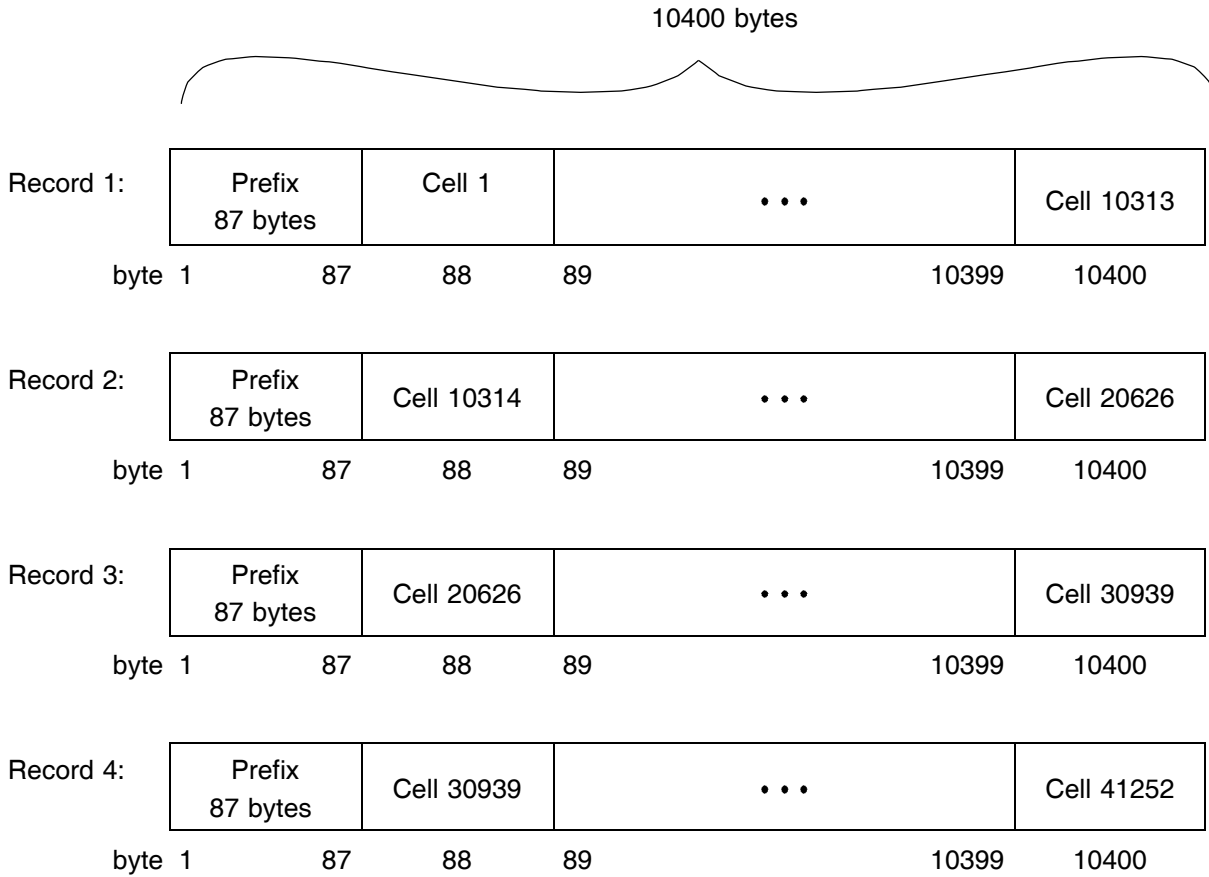 10400 bytes
Record 1: Prefix 87 bytes Cell 1 • • • Cell 10313
byte 1 87 88 89 10399 10400
Record 2: Prefix 87 bytes Cell 10314 • • • Cell 20626
byte 1 87 88 89 10399 10400
Record 3: Prefix 87 bytes Cell 20626 • • • Cell 30939
byte 1 87 88 89 10399 10400
Record 4: Prefix 87 bytes Cell 30939 • • • Cell 41252
byte 1 87 88 89 10399 10400